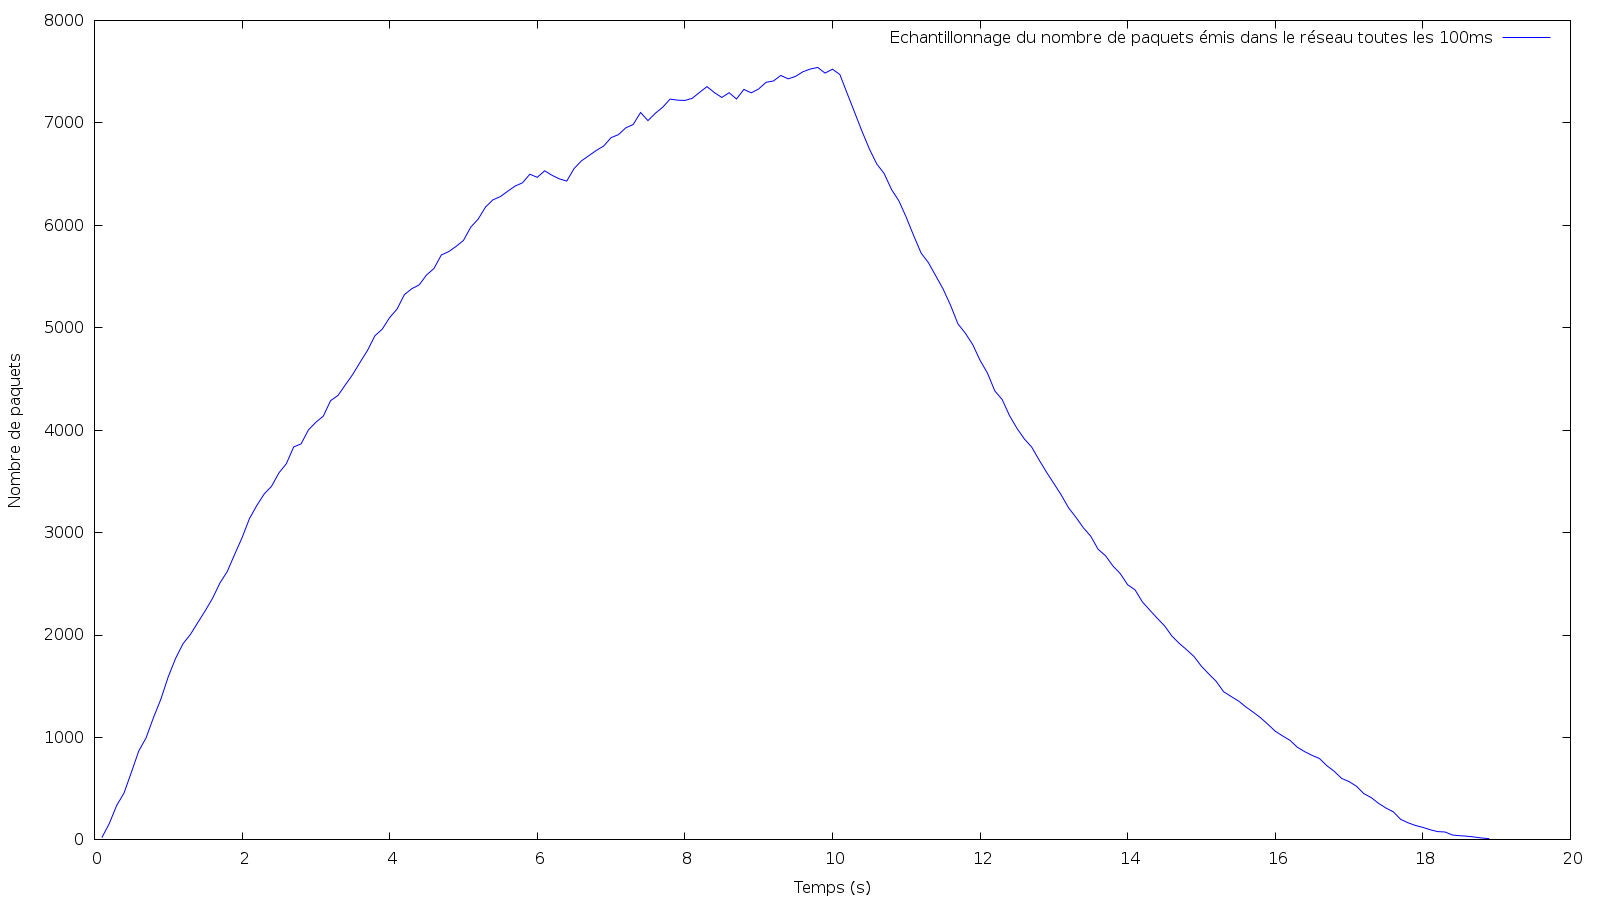 Echantillonnage du nombre de paquets émis dans le réseau toutes les 100ms
8000
7000
6000
5000
4000
3000
2000
1000
0
Nombre de paquets
0 2 4 6 8 10 12 14 16 18 20
Temps (s)